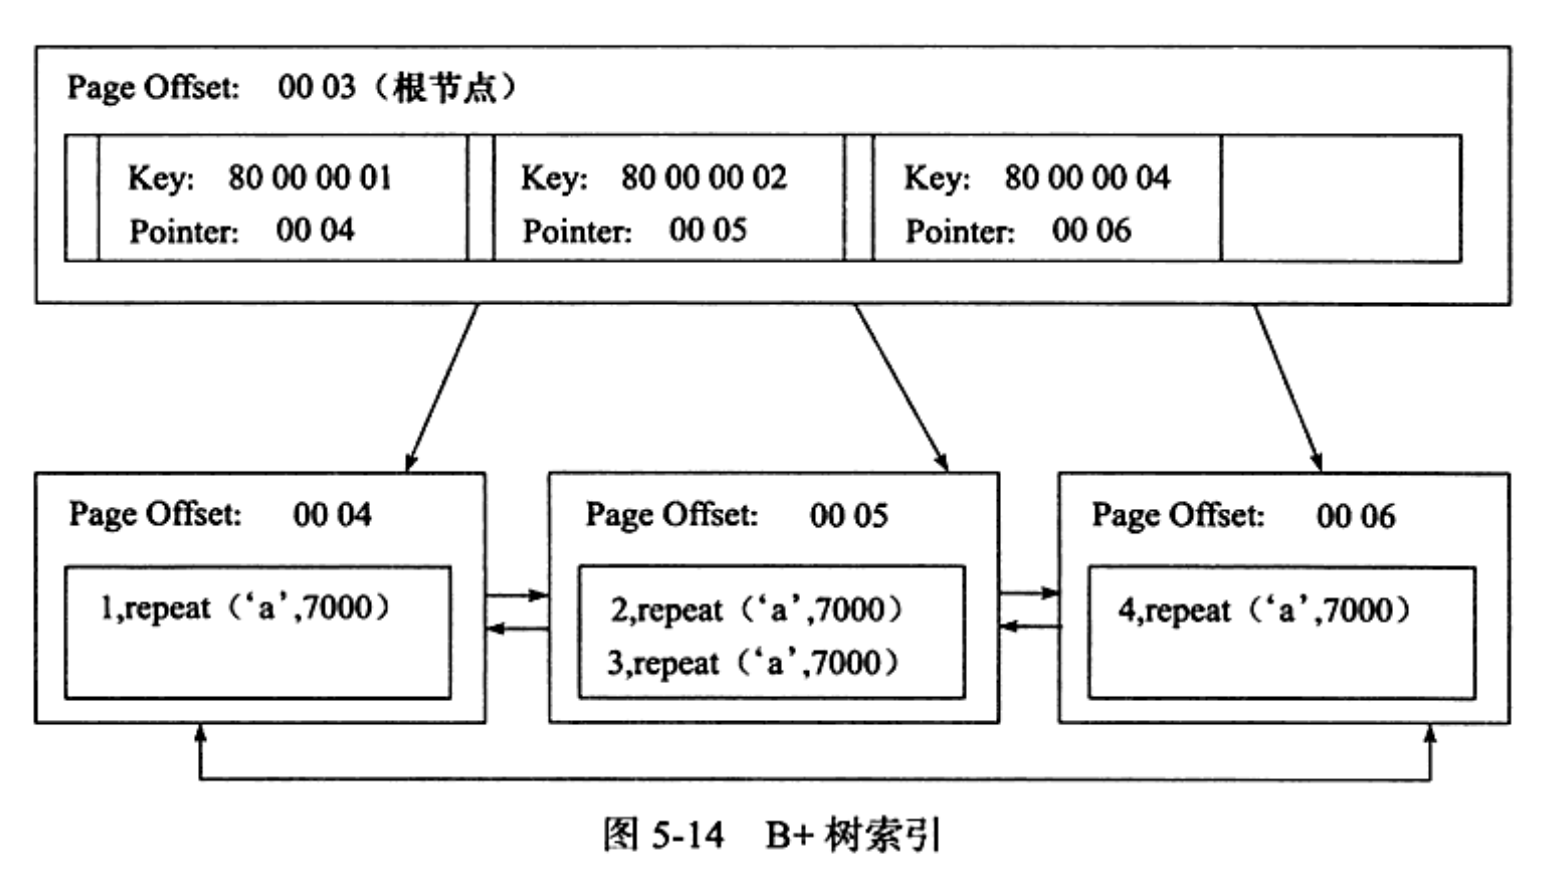 Page Offset: 00 03（根节点）
Key: 80 00 00 01
Pointer: 00 04
Key: 80 00 00 02
Pointer: 00 05
Key: 80 00 00 04
Pointer: 00 06
Page Offset: 00 04
1,repeat（‘a’,7000）
Page Offset: 00 05
2,repeat（‘a’,7000）
3,repeat（‘a’,7000）
Page Offset: 00 06
4,repeat（‘a’,7000）
图 5-14 B+ 树索引